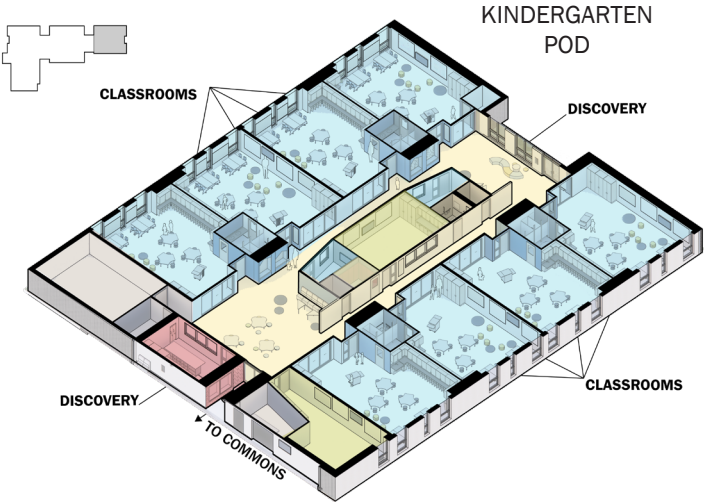 KINDERGARTEN
POD
CLASSROOMS
DISCOVERY
DISCOVERY
TO COMMONS
CLASSROOMS